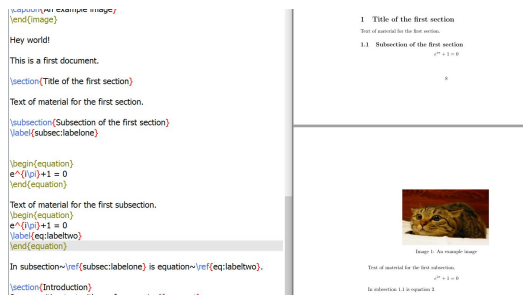 \caption{An example image}
\end{image}
Hey world!
This is a first document.
\section{Title of the first section}
Text of material for the first section.
\subsection{Subsection of the first section}
\label{subsec:labelone}
\begin{equation}
e^{i\pi}+1 = 0
\end{equation}
Text of material for the first subsection.
\begin{equation}
e^{i\pi}+1 = 0
\label{eq:labeltwo}
\end{equation}
In subsection~\ref{subsec:labelone} is equation~\ref{eq:labeltwo}.
\section{Introduction}
1 Title of the first section
Text of material for the first section.
1.1 Subsection of the first section
e^{iπ} + 1 = 0
Image 1: An example image
Text of material for the first subsection.
e^{iπ} + 1 = 0
In subsection 1.1 is equation 2.